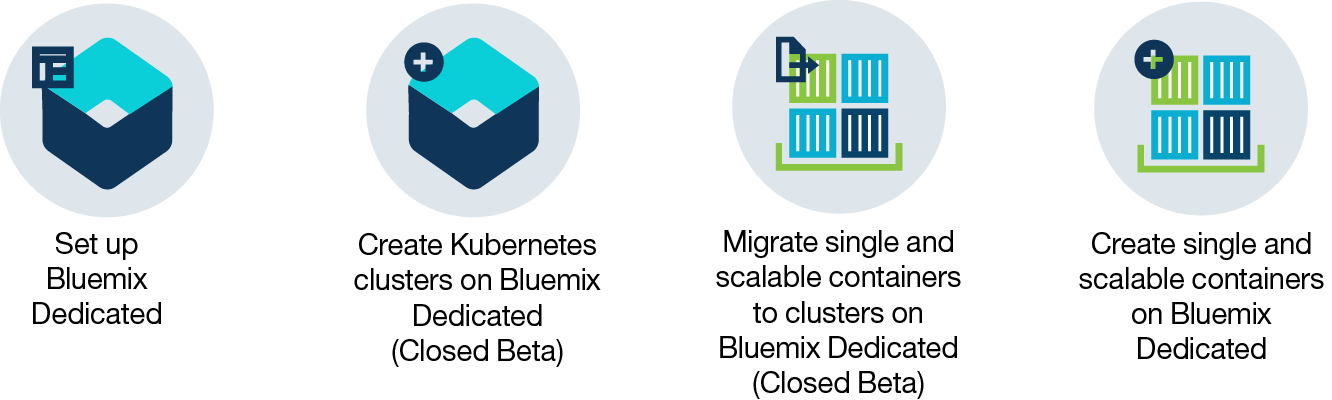 Set up
Bluemix
Dedicated
Create Kubernetes
clusters on Bluemix
Dedicated
(Closed Beta)
Migrate single and
scalable containers
to clusters on
Bluemix Dedicated
(Closed Beta)
Create single and
scalable containers
on Bluemix
Dedicated